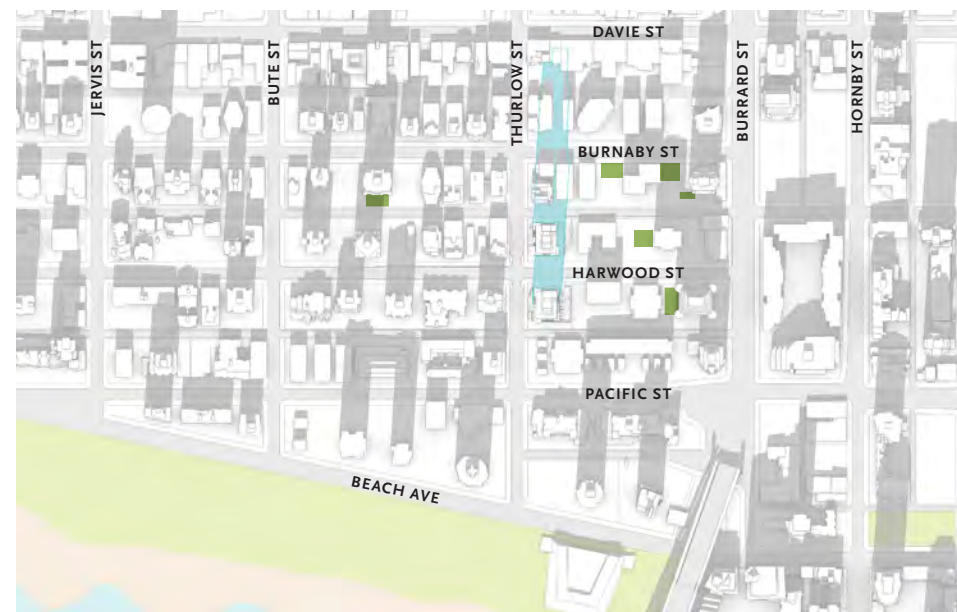 DAVIE ST
JERVIS ST
BUTE ST
THURLOW ST
BURRARD ST
HORNBY ST
BURNABY ST
HARWOOD ST
PACIFIC ST
BEACH AVE